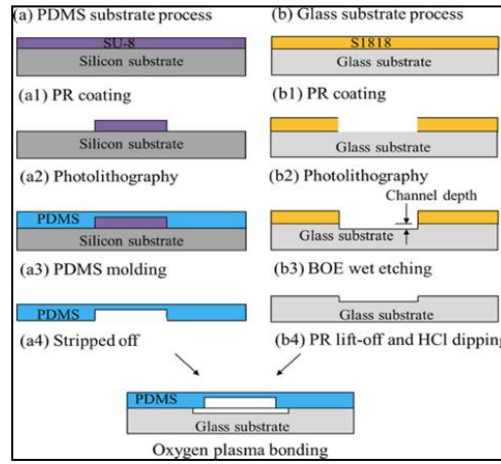 (a) PDMS substrate process
SU-8
Silicon substrate
(a1) PR coating
Silicon substrate
(a2) Photolithography
PDMS
Silicon substrate
(a3) PDMS molding
PDMS
(a4) Stripped off
(b) Glass substrate process
S1818
Glass substrate
(b1) PR coating
Glass substrate
(b2) Photolithography
Channel depth
Glass substrate
(b3) BOE wet etching
Glass substrate
(b4) PR lift-off and HCl dipping
PDMS
Glass substrate
Oxygen plasma bonding